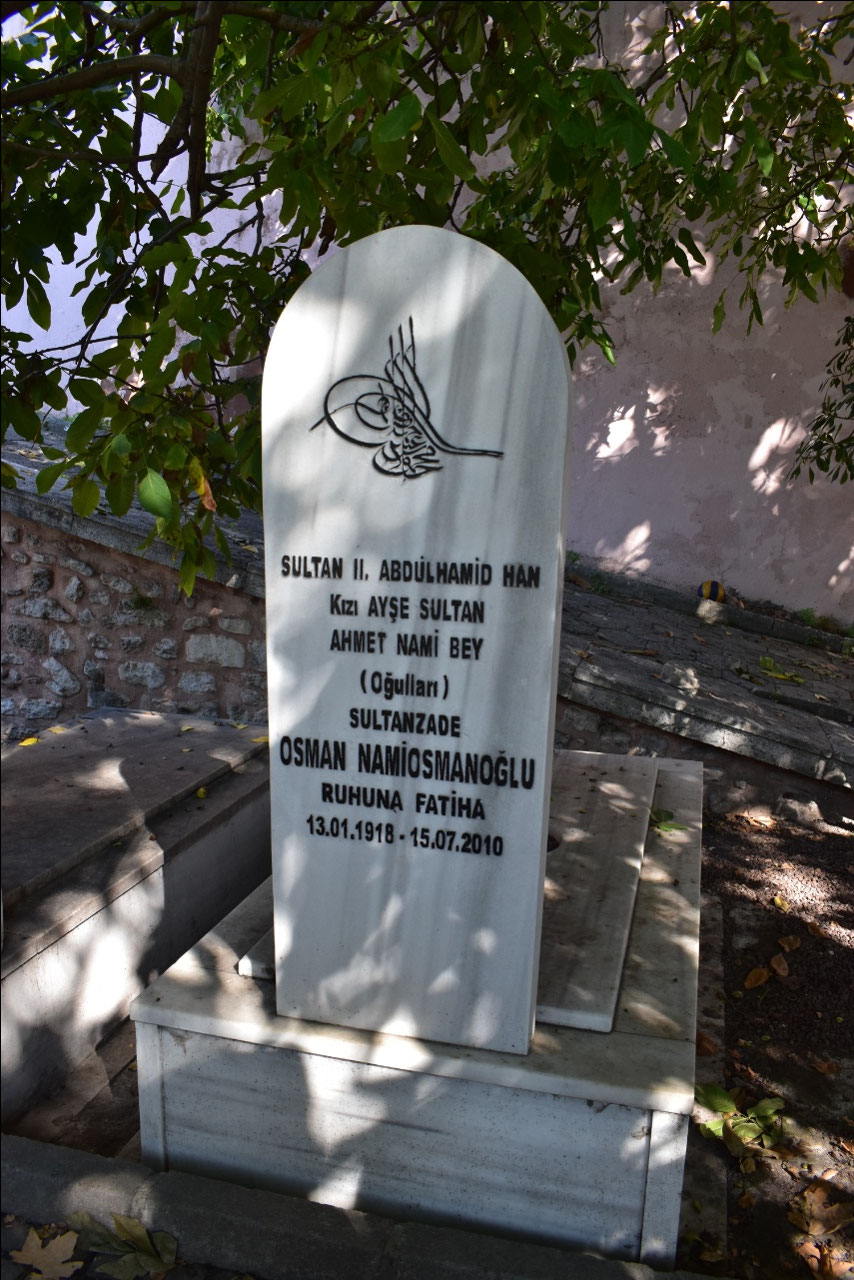 SULTAN II. ABDÜLHAMİD HAN
Kızı AYŞE SULTAN
AHMET NAMİ BEY
(Oğulları)
SULTANZADE
OSMAN NAMİOSMANOĞLU
RUHUNA FATİHA
13.01.1918 - 15.07.2010